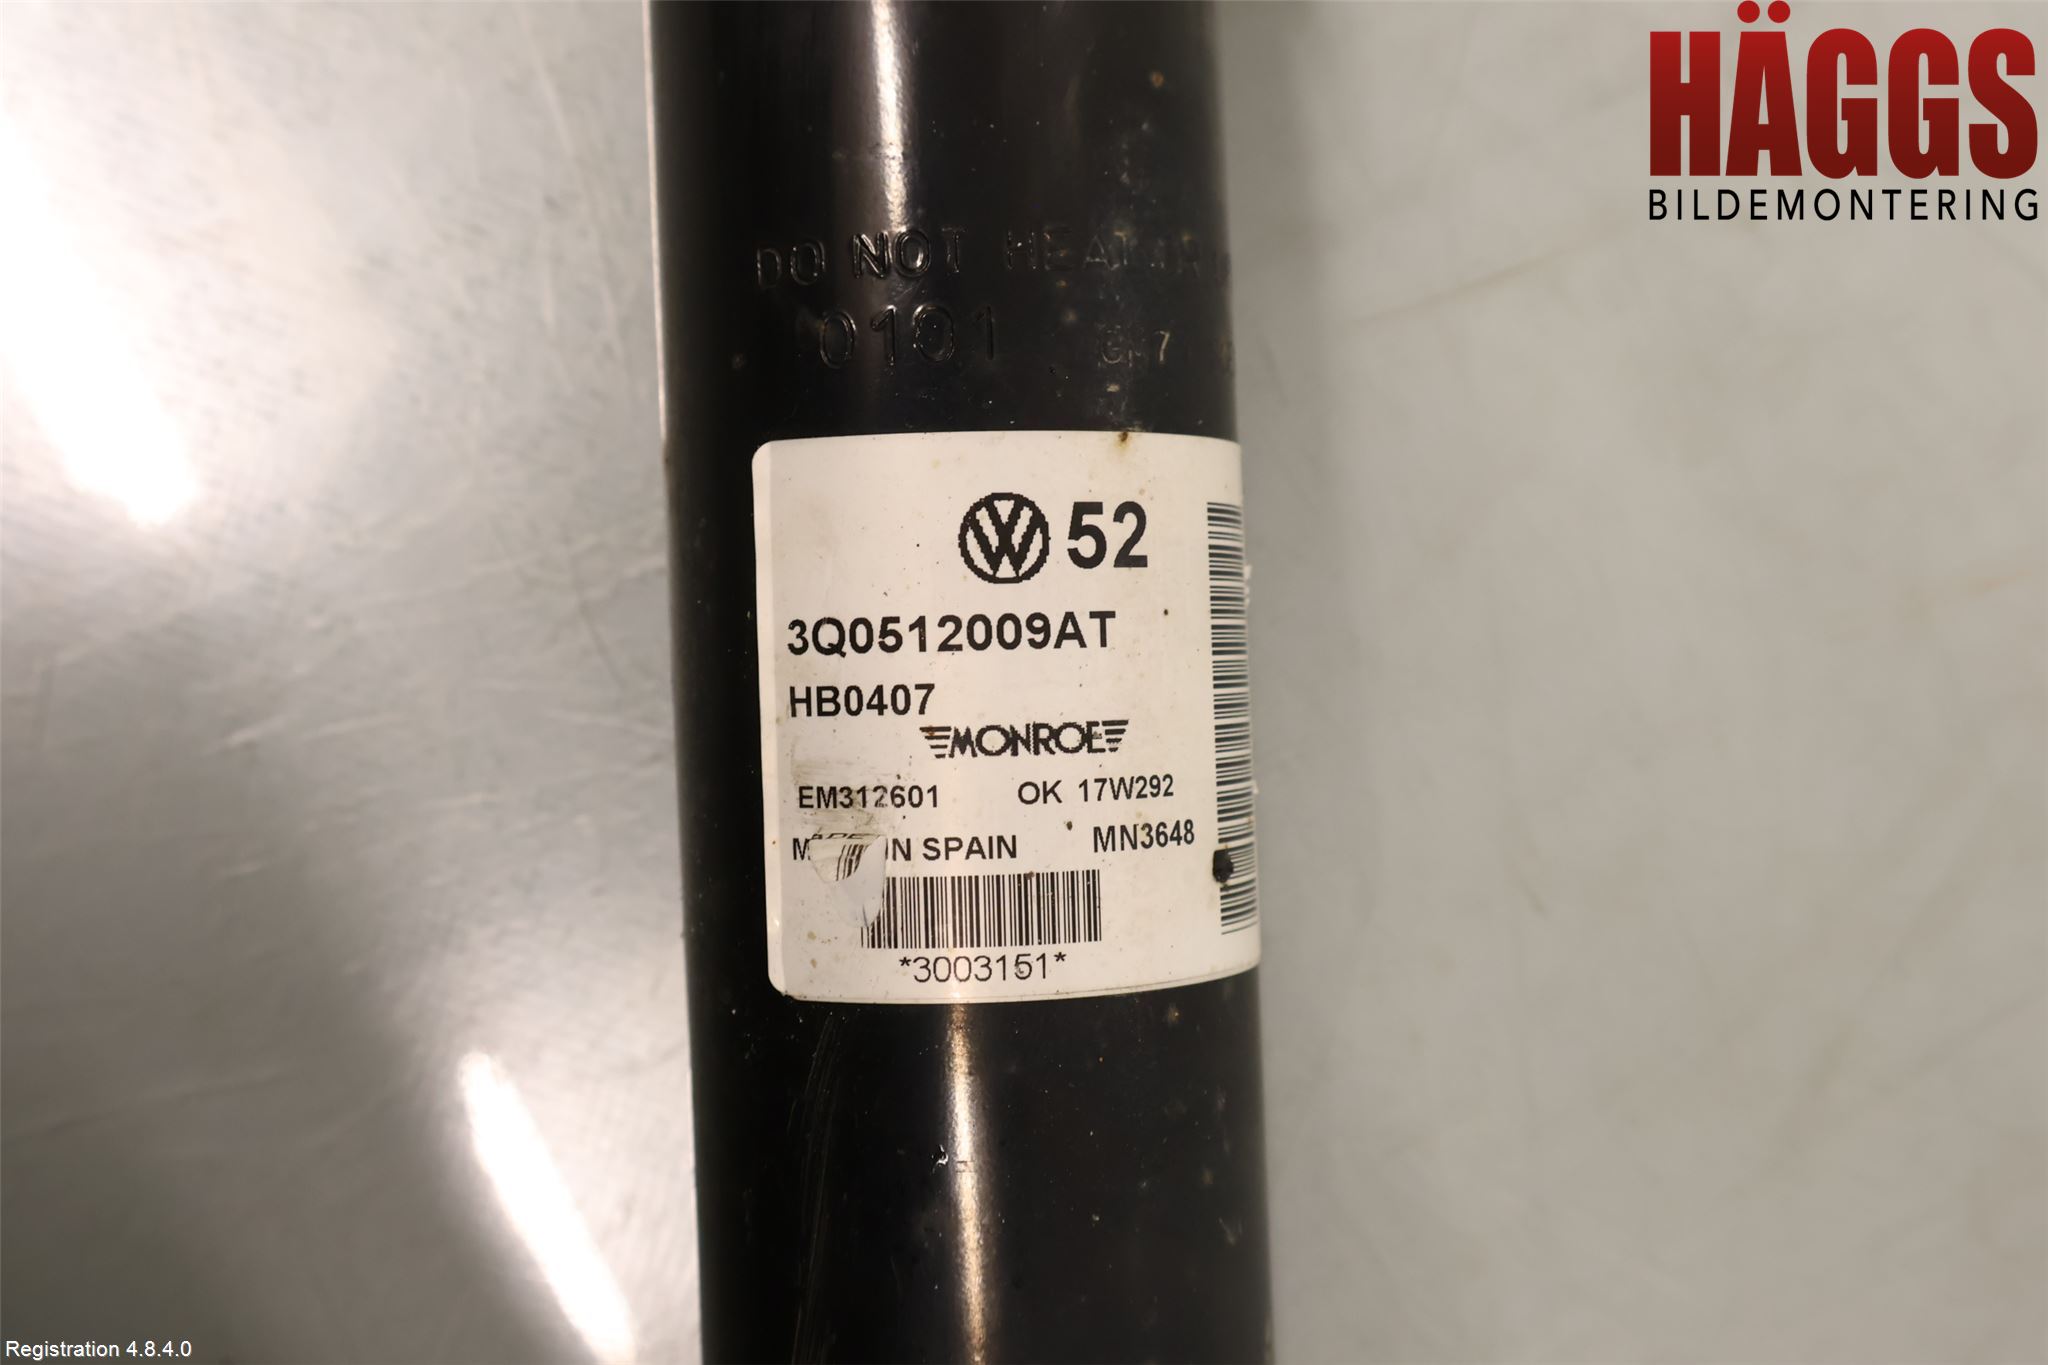 HÄGGS
BILDEMONTERING
DO NOT HEAT
0101
52
3Q0512009AT
HB0407
MONROE
EM312601 OK 17W292
IN SPAIN MN3648
*3003151*
Registration 4.8.4.0